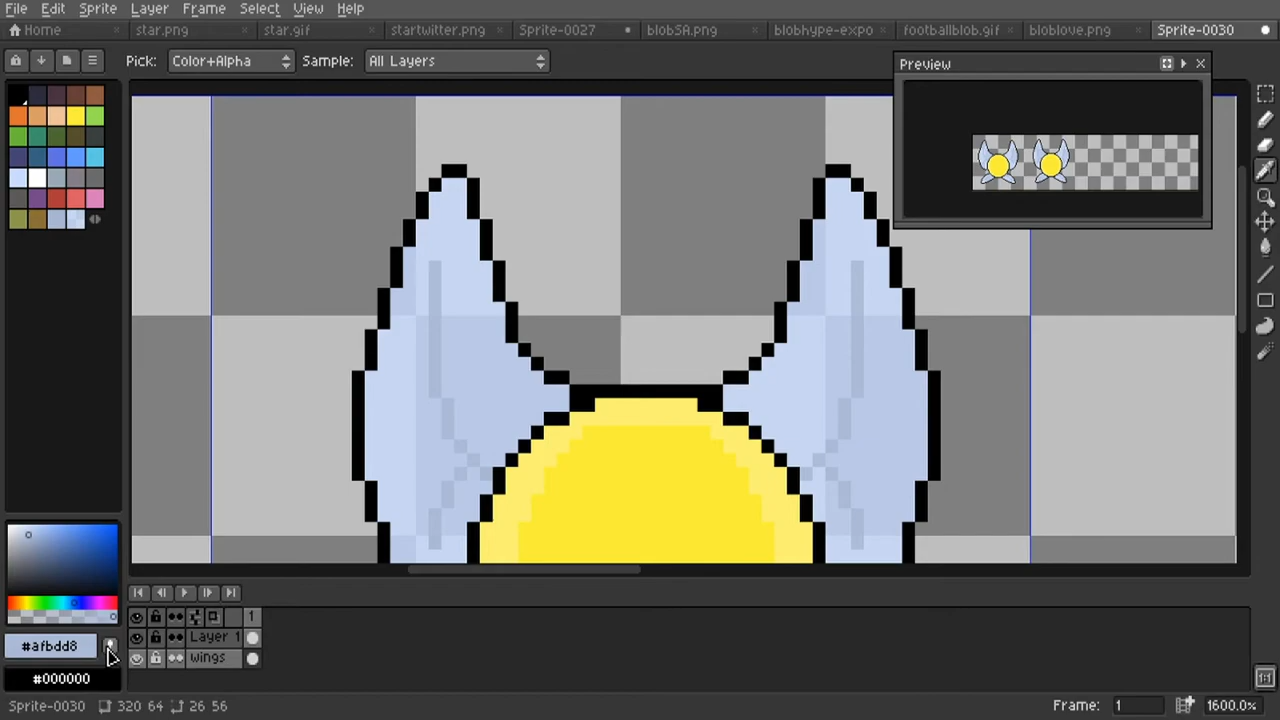 File Edit Sprite Layer Frame Select View Help
Home star.png star.gif startwitter.png Sprite-0027 blobSA.png blobhype-expo footballblob.gif bloblove.png Sprite-0030
Pick: Color+Alpha Sample: All Layers
Preview
1
Layer 1
wings
#afbdd8
#000000
1:1
Sprite-0030 320 64 26 56 Frame: 1 1600.0%